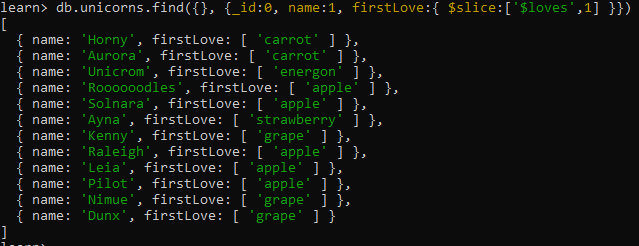 learn> db.unicorns.find({}, {_id:0, name:1, firstLove:{ $slice:['$loves',1] }})
[
  { name: 'Horny', firstLove: [ 'carrot' ] },
  { name: 'Aurora', firstLove: [ 'carrot' ] },
  { name: 'Unicrom', firstLove: [ 'energon' ] },
  { name: 'Roooooodles', firstLove: [ 'apple' ] },
  { name: 'Solnara', firstLove: [ 'apple' ] },
  { name: 'Ayna', firstLove: [ 'strawberry' ] },
  { name: 'Kenny', firstLove: [ 'grape' ] },
  { name: 'Raleigh', firstLove: [ 'apple' ] },
  { name: 'Leia', firstLove: [ 'apple' ] },
  { name: 'Pilot', firstLove: [ 'apple' ] },
  { name: 'Nimue', firstLove: [ 'grape' ] },
  { name: 'Dunx', firstLove: [ 'grape' ] }
]
learn>